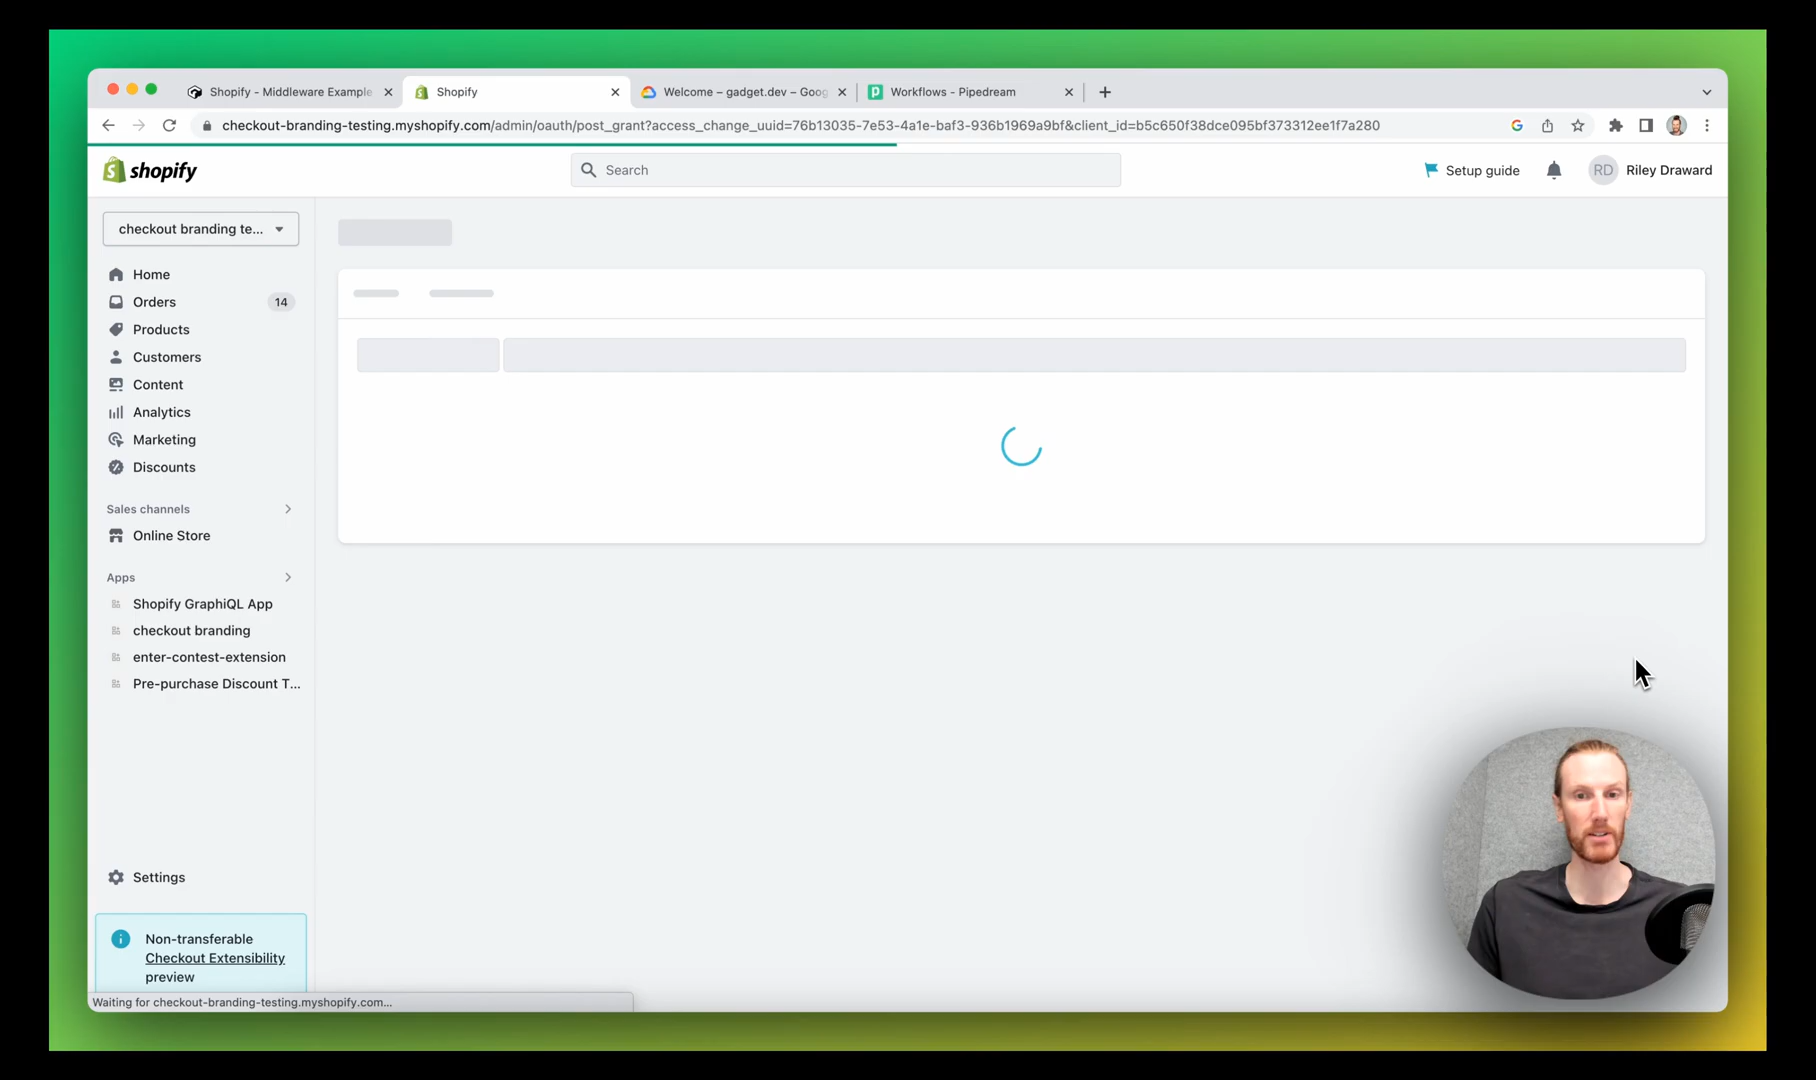 Shopify - Middleware Example
Shopify
Welcome – gadget.dev – Goog
Workflows - Pipedream
checkout-branding-testing.myshopify.com/admin/oauth/post_grant?access_change_uuid=76b13035-7e53-4a1e-baf3-936b1969a9bf&client_id=b5c650f38dce095bf373312ee1f7a280
shopify
Search
Setup guide
RD
Riley Draward
checkout branding te...
Home
Orders
14
Products
Customers
Content
Analytics
Marketing
Discounts
Sales channels
Online Store
Apps
Shopify GraphiQL App
checkout branding
enter-contest-extension
Pre-purchase Discount T...
Settings
Non-transferable
Checkout Extensibility
preview
Waiting for checkout-branding-testing.myshopify.com...